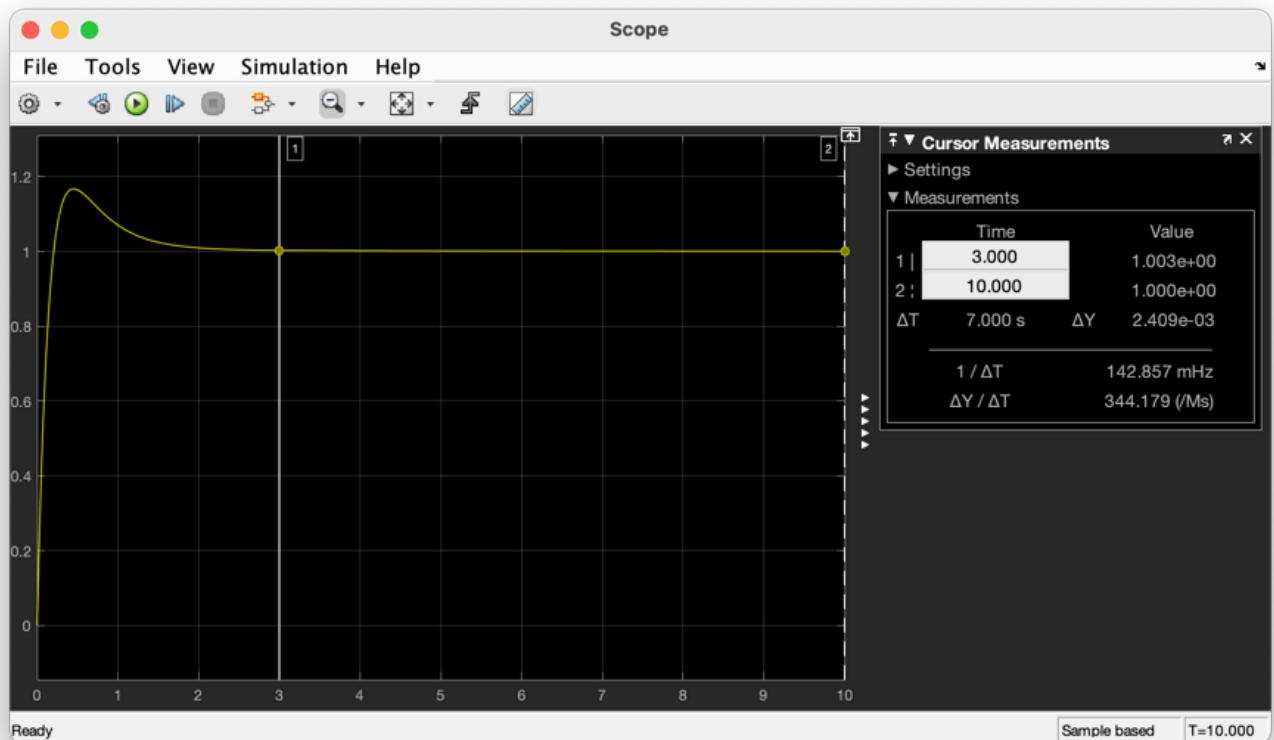 Scope
File Tools View Simulation Help
1
2
1.2
1
0.8
0.6
0.4
0.2
0
0 1 2 3 4 5 6 7 8 9 10
Cursor Measurements
Settings
Measurements
Time Value
1 | 3.000 1.003e+00
2 ¦ 10.000 1.000e+00
ΔT 7.000 s ΔY 2.409e-03
1 / ΔT 142.857 mHz
ΔY / ΔT 344.179 (/Ms)
Ready Sample based T=10.000